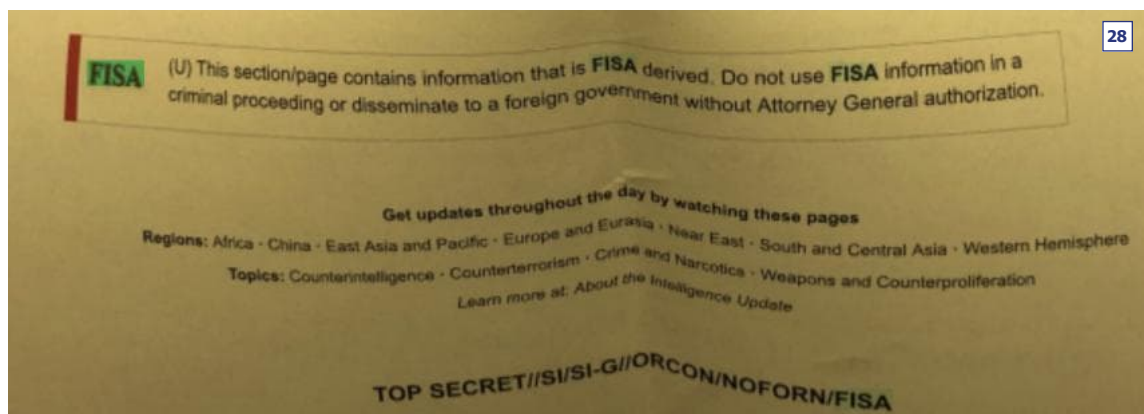 28
FISA
(U) This section/page contains information that is FISA derived. Do not use FISA information in a
criminal proceeding or disseminate to a foreign government without Attorney General authorization.
Get updates throughout the day by watching these pages
Regions: Africa · China · East Asia and Pacific · Europe and Eurasia · Near East · South and Central Asia · Western Hemisphere
Topics: Counterintelligence · Counterterrorism · Crime and Narcotics · Weapons and Counterproliferation
Learn more at: About the Intelligence Update
TOP SECRET//SI/SI-G//ORCON/NOFORN/FISA